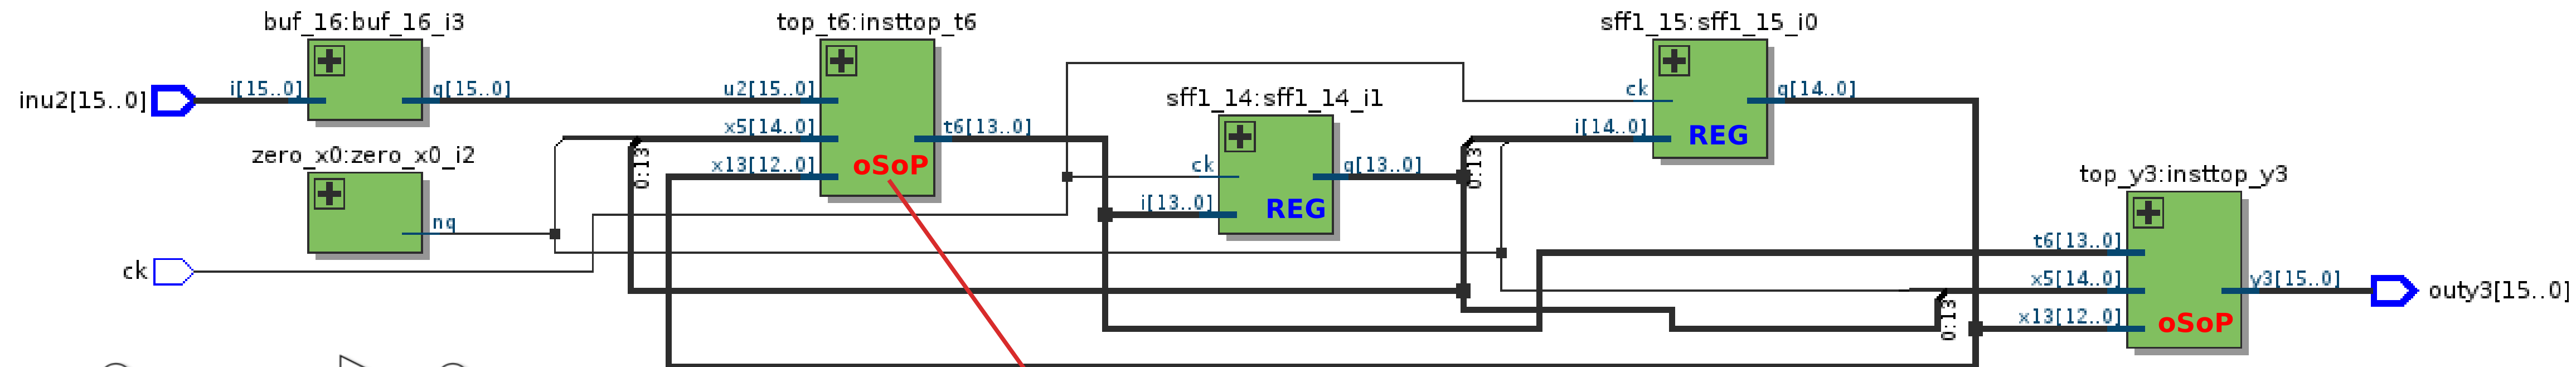 buf_16:buf_16_i3
top_t6:insttop_t6
sff1_15:sff1_15_i0
inu2[15..0]
i[15..0]
q[15..0]
u2[15..0]
x5[14..0]
x13[12..0]
t6[13..0]
oSoP
0:13
sff1_14:sff1_14_i1
ck
i[13..0]
q[13..0]
REG
0:13
ck
i[14..0]
q[14..0]
REG
zero_x0:zero_x0_i2
nq
ck
top_y3:insttop_y3
t6[13..0]
x5[14..0]
x13[12..0]
y3[15..0]
oSoP
0:13
outy3[15..0]